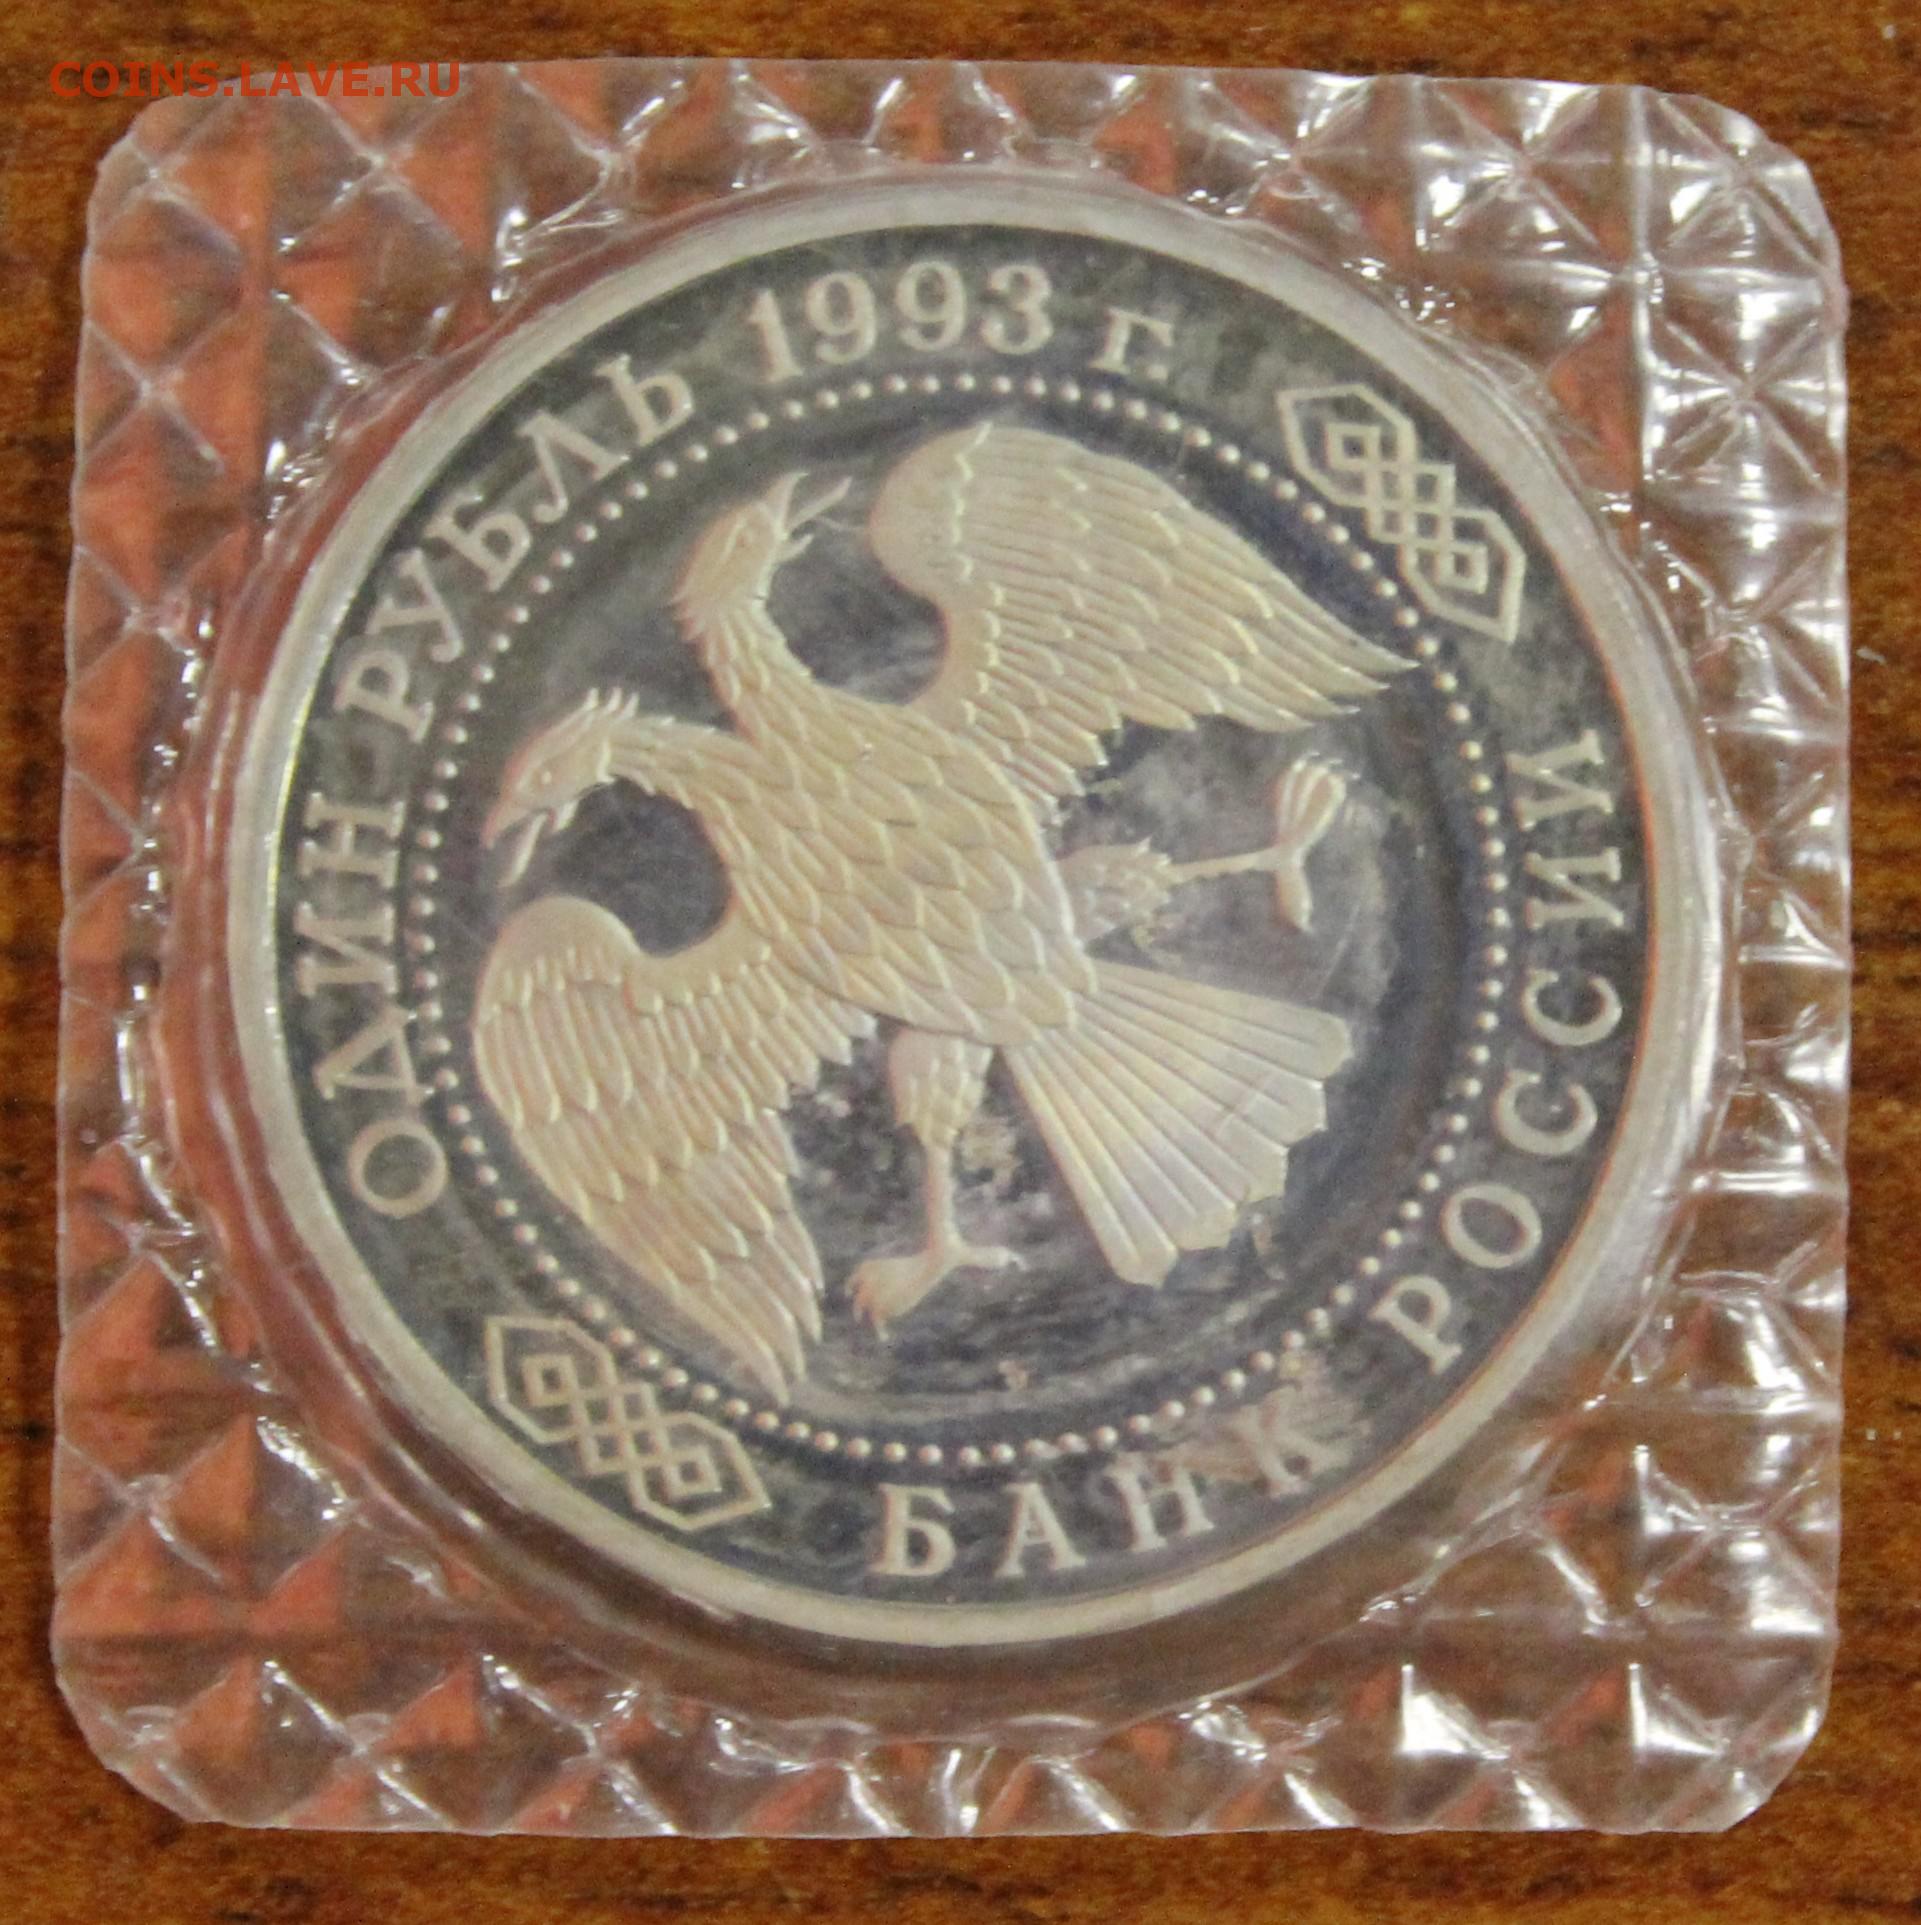 COINS.LAVE.RU
ОДИН РУБЛЬ 1993 г.
БАНК РОССИИ